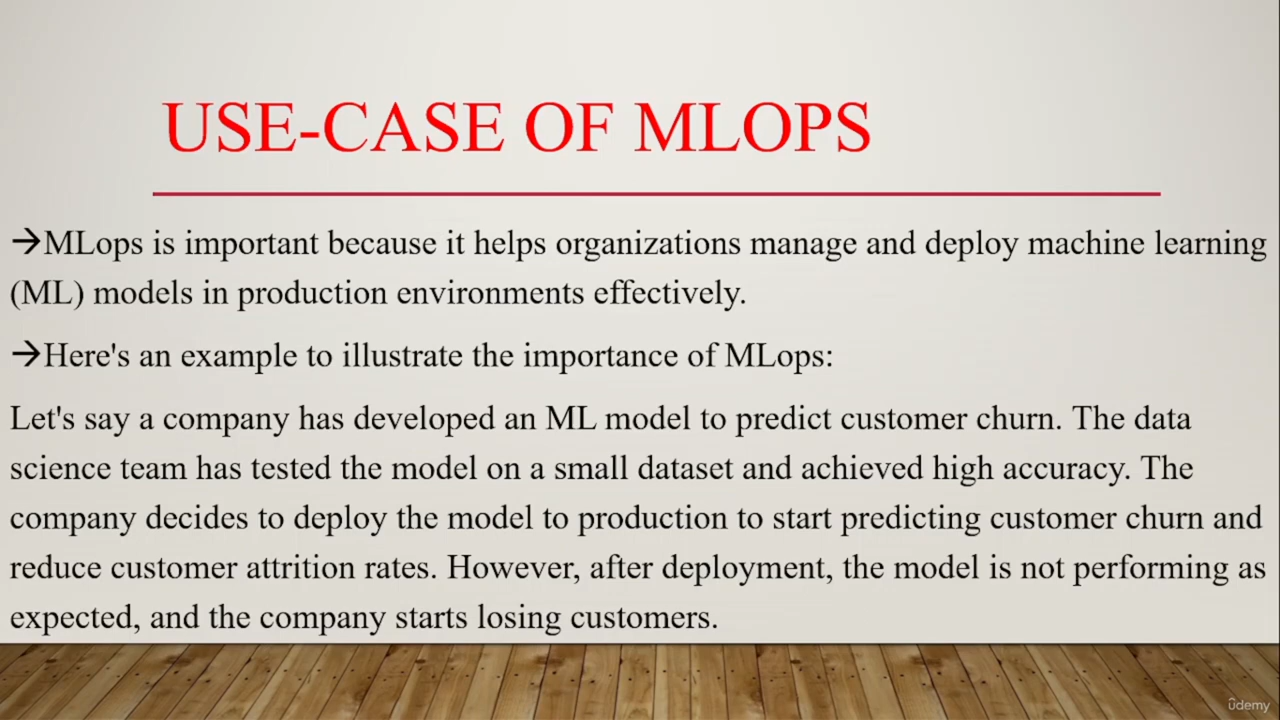 USE-CASE OF MLOPS
→MLops is important because it helps organizations manage and deploy machine learning
(ML) models in production environments effectively.
→Here's an example to illustrate the importance of MLops:
Let's say a company has developed an ML model to predict customer churn. The data
science team has tested the model on a small dataset and achieved high accuracy. The
company decides to deploy the model to production to start predicting customer churn and
reduce customer attrition rates. However, after deployment, the model is not performing as
expected, and the company starts losing customers.
ûdemy